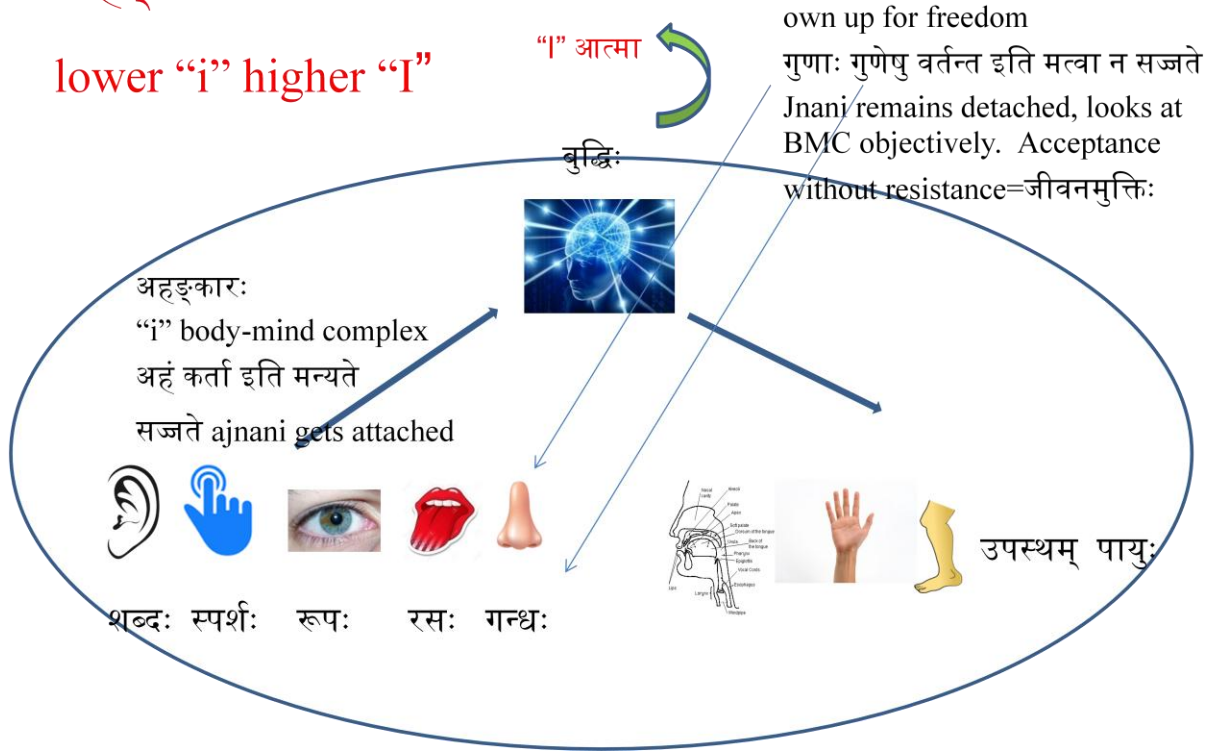 lower “i” higher “I”
“I” आत्मा
own up for freedom
गुणाः गुणेषु वर्तन्त इति मत्वा न सज्जते
Jnani remains detached, looks at
BMC objectively. Acceptance
without resistance=जीवनमुक्तिः
बुद्धिः
अहङ्कारः
“i” body-mind complex
अहं कर्ता इति मन्यते
सज्जते ajnani gets attached
उपस्थम् पायुः
शब्दः स्पर्शः रूपः रसः गन्धः